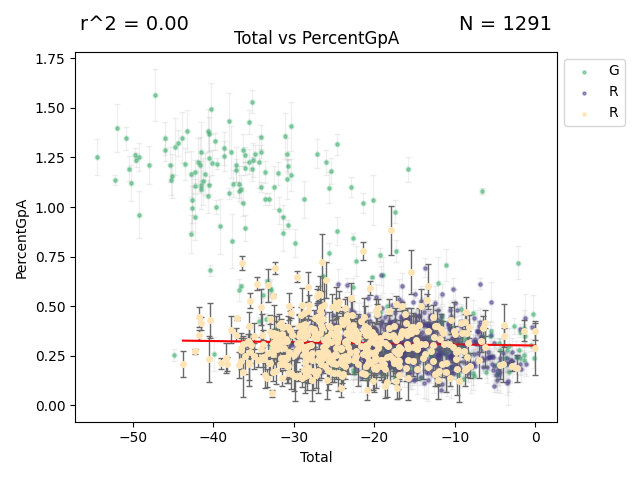 r^2 = 0.00 N = 1291
Total vs PercentGpA
G
R
R
PercentGpA
1.75
1.50
1.25
1.00
0.75
0.50
0.25
0.00
−50 −40 −30 −20 −10 0
Total